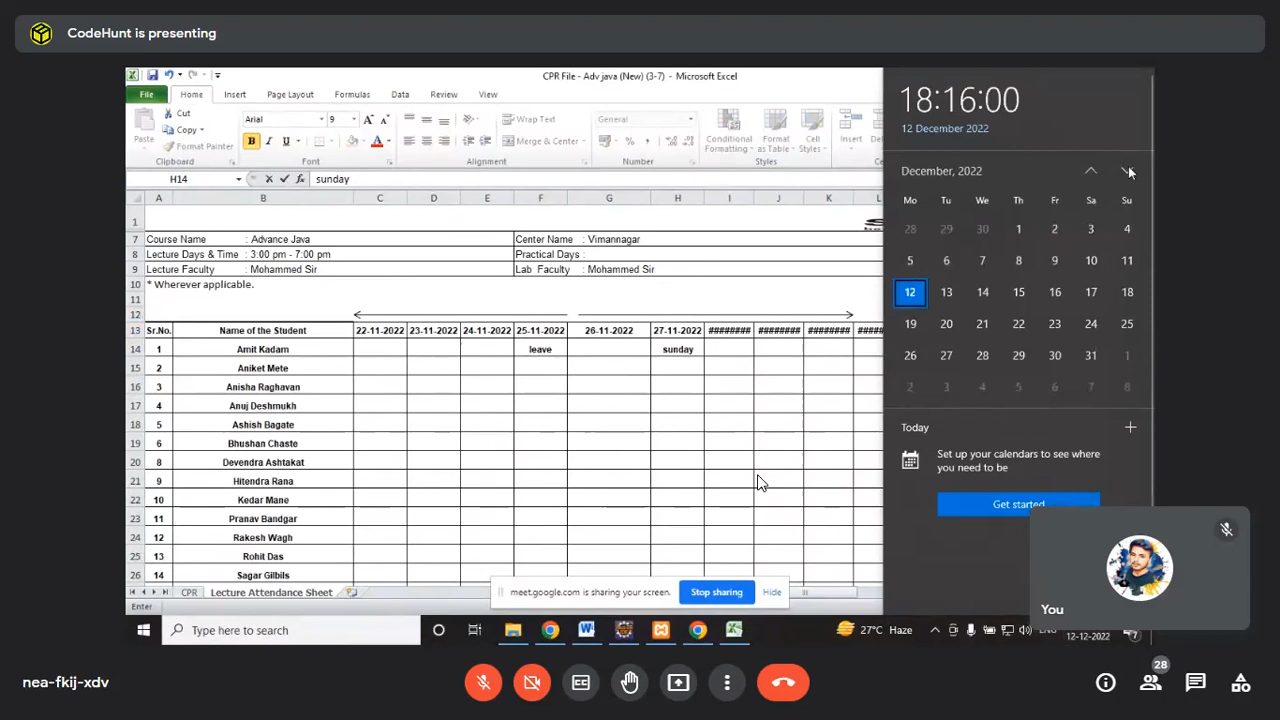 CodeHunt is presenting
CPR File - Adv java (New) (3-7) - Microsoft Excel
File Home Insert Page Layout Formulas Data Review View
Paste
Cut
Copy
Format Painter
Clipboard
Arial 9
B I U A
Font
Wrap Text
Merge & Center
Alignment
General
%
Number
Conditional Formatting
Format as Table
Cell Styles
Styles
Insert
H14 fx sunday
A B C D E F G H I J K L
1
7 Course Name : Advance Java Center Name : Vimannagar
8 Lecture Days & Time : 3:00 pm - 7:00 pm Practical Days :
9 Lecture Faculty : Mohammed Sir Lab Faculty : Mohammed Sir
10 * Wherever applicable.
11
12
13 Sr.No. Name of the Student 22-11-2022 23-11-2022 24-11-2022 25-11-2022 26-11-2022 27-11-2022 ######## ######## ######## #####
14 1 Amit Kadam leave sunday
15 2 Aniket Mete
16 3 Anisha Raghavan
17 4 Anuj Deshmukh
18 5 Ashish Bagate
19 6 Bhushan Chaste
20 8 Devendra Ashtakat
21 9 Hitendra Rana
22 10 Kedar Mane
23 11 Pranav Bandgar
24 12 Rakesh Wagh
25 13 Rohit Das
26 14 Sagar Gilbils
CPR Lecture Attendance Sheet
Enter
meet.google.com is sharing your screen. Stop sharing Hide
18:16:00
12 December 2022
December, 2022
Mo Tu We Th Fr Sa Su
28 29 30 1 2 3 4
5 6 7 8 9 10 11
12 13 14 15 16 17 18
19 20 21 22 23 24 25
26 27 28 29 30 31 1
2 3 4 5 6 7 8
Today
Set up your calendars to see where
you need to be
Get started
You
Type here to search
27°C Haze
12-12-2022
nea-fkij-xdv
28